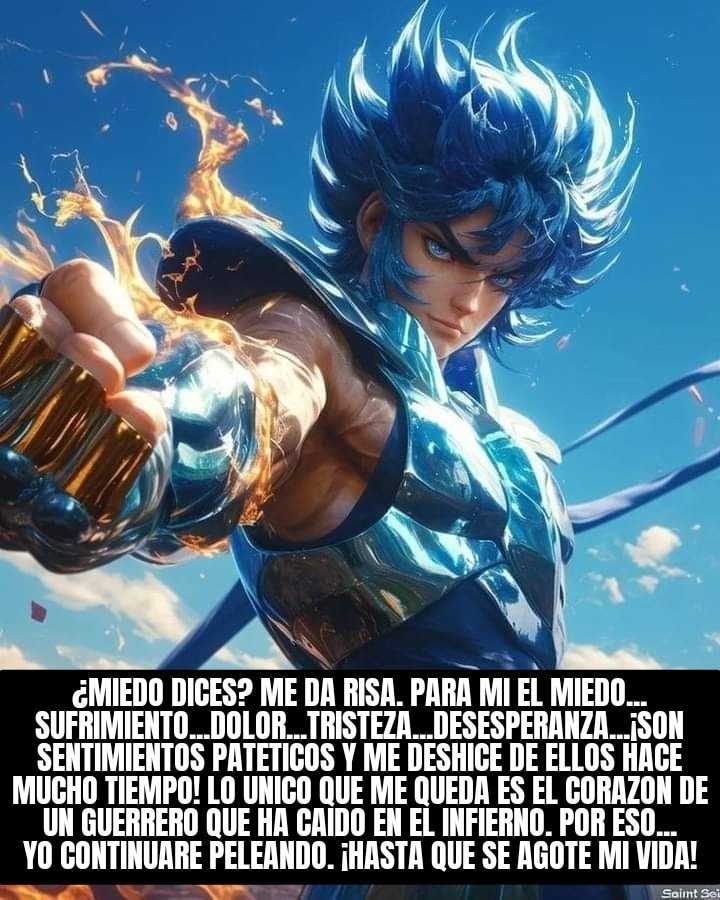 ¿MIEDO DICES? ME DA RISA. PARA MI EL MIEDO...
SUFRIMIENTO...DOLOR...TRISTEZA...DESESPERANZA...¡SON
SENTIMIENTOS PATETICOS Y ME DESHICE DE ELLOS HACE
MUCHO TIEMPO! LO UNICO QUE ME QUEDA ES EL CORAZON DE
UN GUERRERO QUE HA CAIDO EN EL INFIERNO. POR ESO...
YO CONTINUARE PELEANDO. ¡HASTA QUE SE AGOTE MI VIDA!
Saint Sei